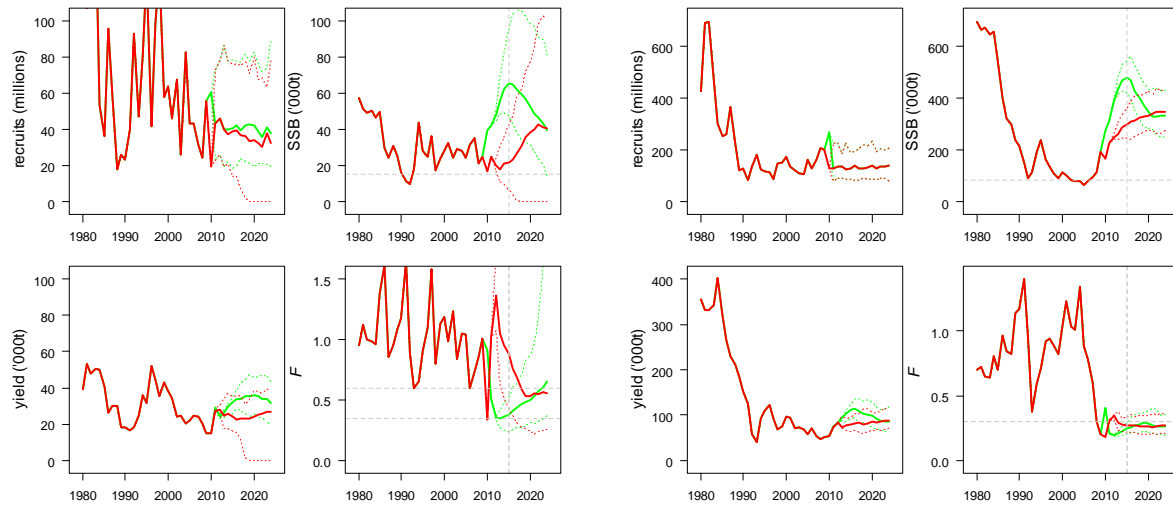 recruits (millions)
0 20 40 60 80 100
1980 1990 2000 2010 2020
SSB ('000t)
0 20 40 60 80 100
1980 1990 2000 2010 2020
recruits (millions)
0 200 400 600
1980 1990 2000 2010 2020
SSB ('000t)
0 200 400 600
1980 1990 2000 2010 2020
yield ('000t)
0 20 40 60 80 100
1980 1990 2000 2010 2020
F
0.0 0.5 1.0
1980 1990 2000 2010 2020
yield ('000t)
0 100 200 300 400
1980 1990 2000 2010 2020
F
0.0 0.5 1.0
1980 1990 2000 2010 2020